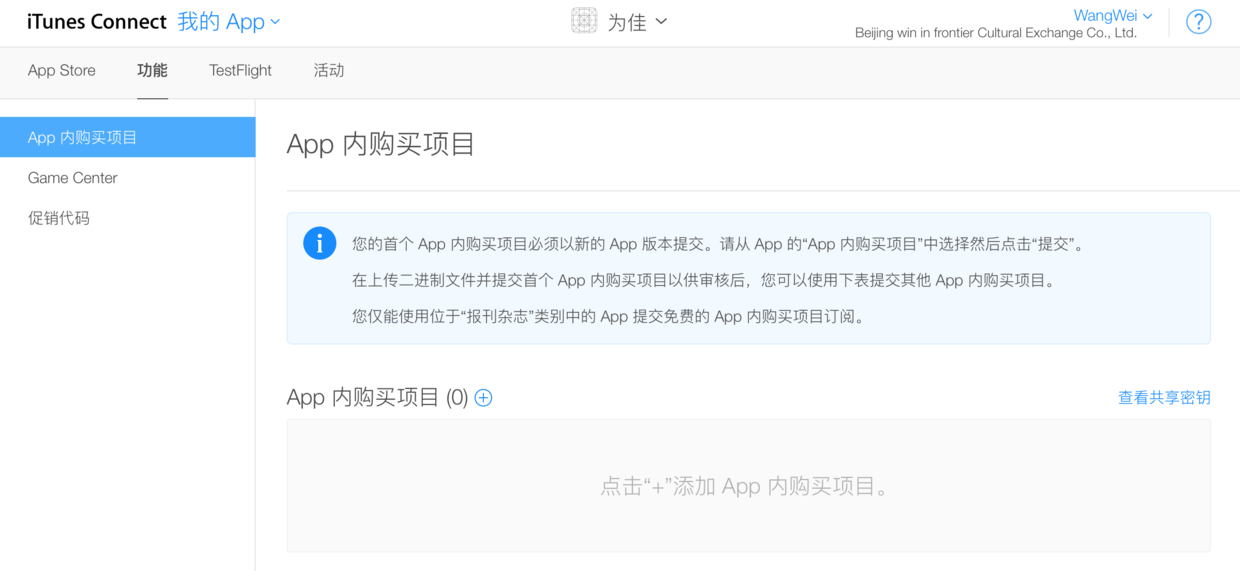 iTunes Connect 我的 App
为佳
WangWei
Beijing win in frontier Cultural Exchange Co., Ltd.
?
App Store 功能 TestFlight 活动
App 内购买项目
Game Center
促销代码
App 内购买项目
i
您的首个 App 内购买项目必须以新的 App 版本提交。请从 App 的“App 内购买项目”中选择然后点击“提交”。
在上传二进制文件并提交首个 App 内购买项目以供审核后，您可以使用下表提交其他 App 内购买项目。
您仅能使用位于“报刊杂志”类别中的 App 提交免费的 App 内购买项目订阅。
App 内购买项目 (0)
查看共享密钥
点击“+”添加 App 内购买项目。